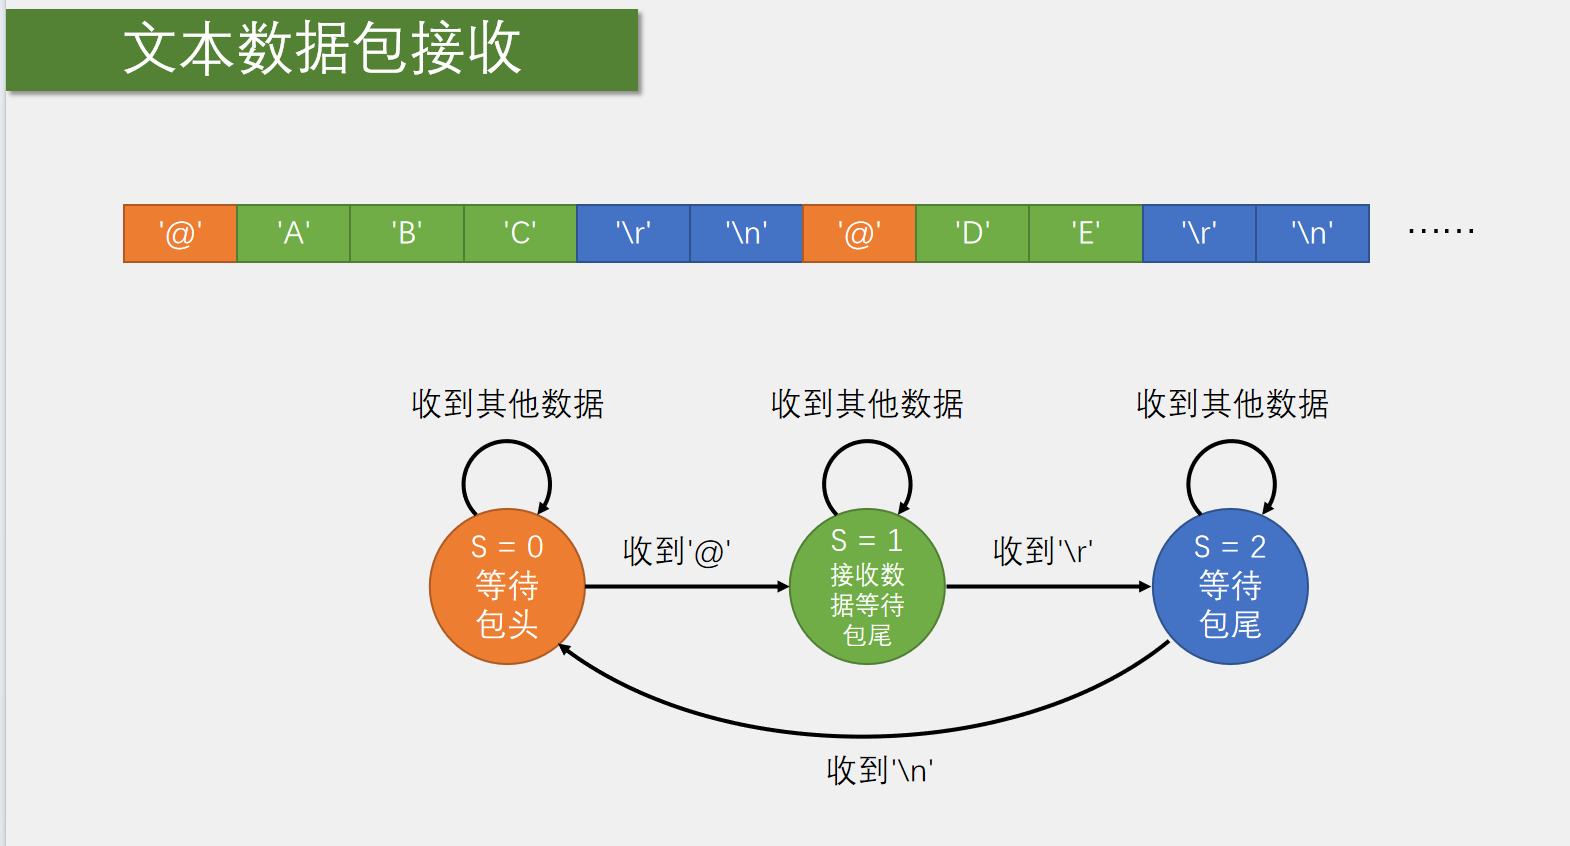 文本数据包接收
'@' 'A' 'B' 'C' '\r' '\n' '@' 'D' 'E' '\r' '\n' ……
收到其他数据 收到其他数据 收到其他数据
S = 0
等待
包头
收到'@'
S = 1
接收数
据等待
包尾
收到'\r'
S = 2
等待
包尾
收到'\n'